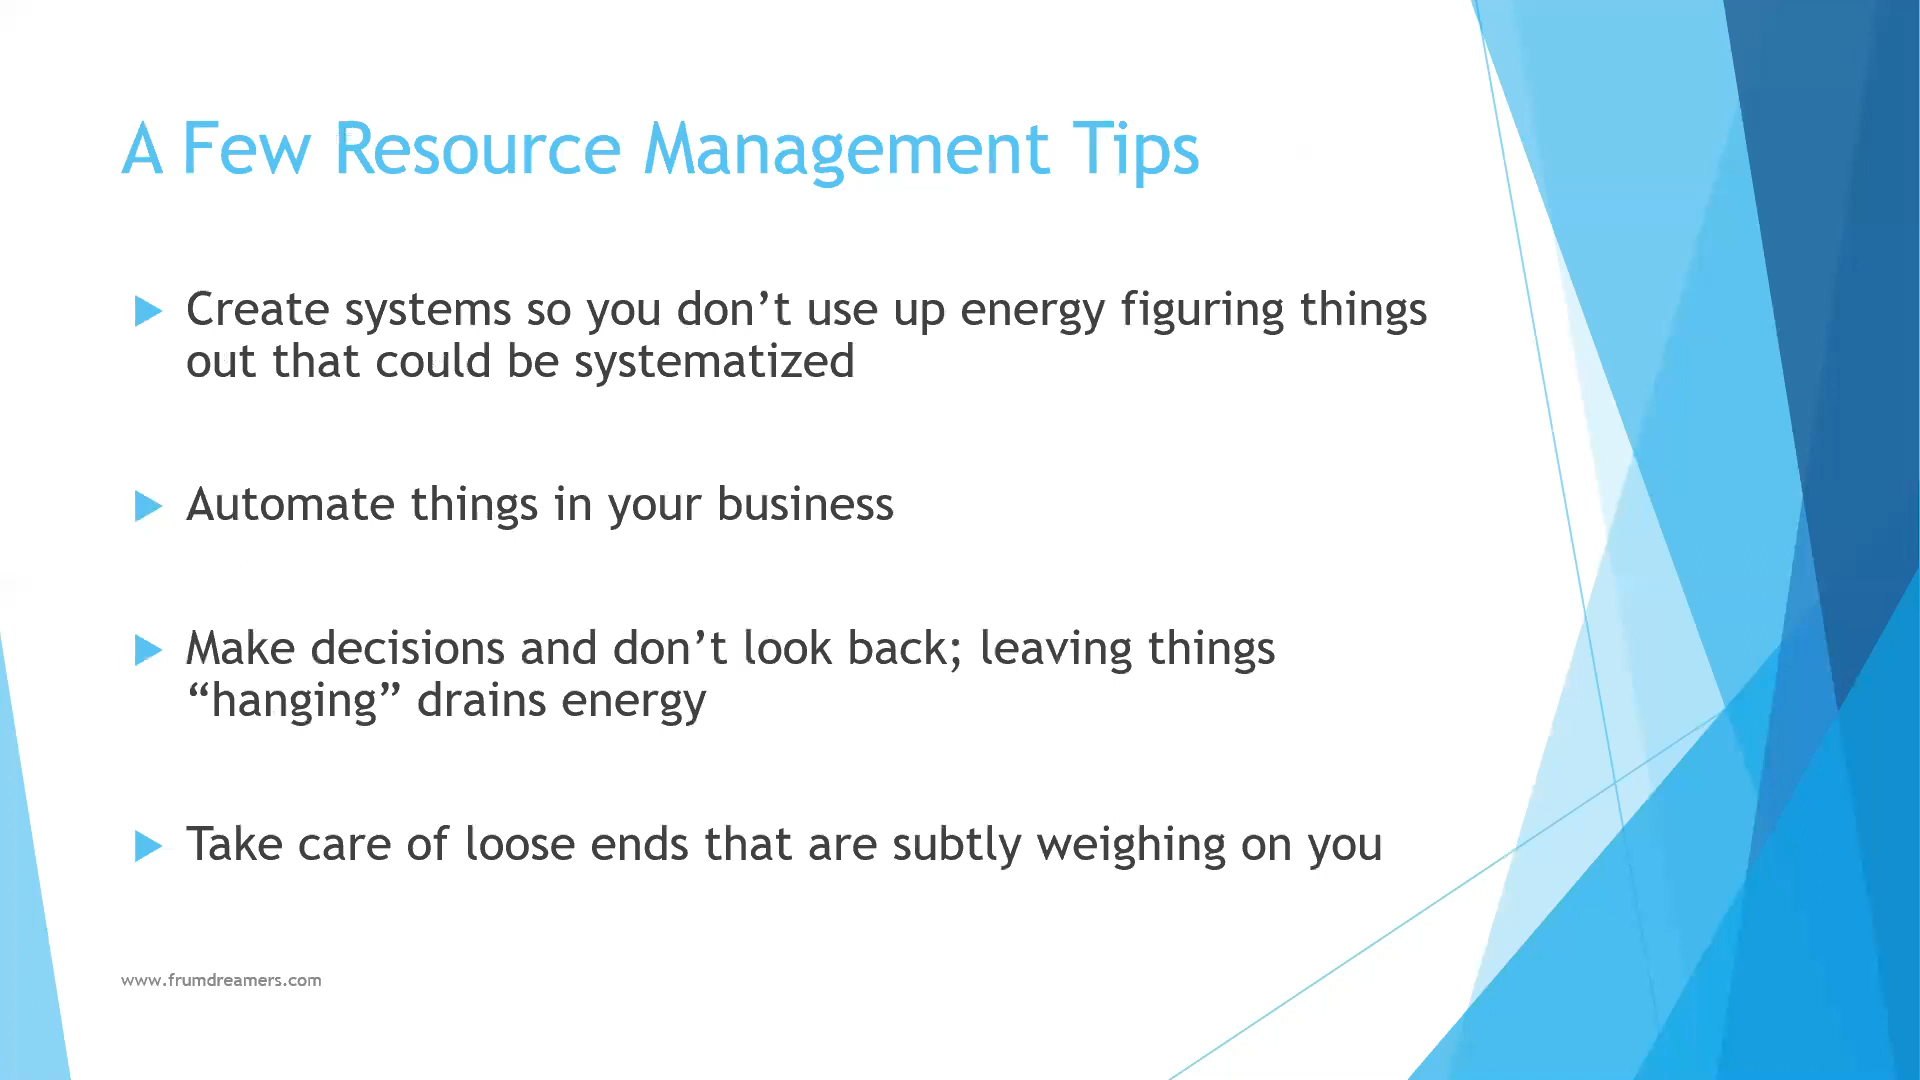 A Few Resource Management Tips
Create systems so you don’t use up energy figuring things
out that could be systematized
Automate things in your business
Make decisions and don’t look back; leaving things
“hanging” drains energy
Take care of loose ends that are subtly weighing on you
www.frumdreamers.com